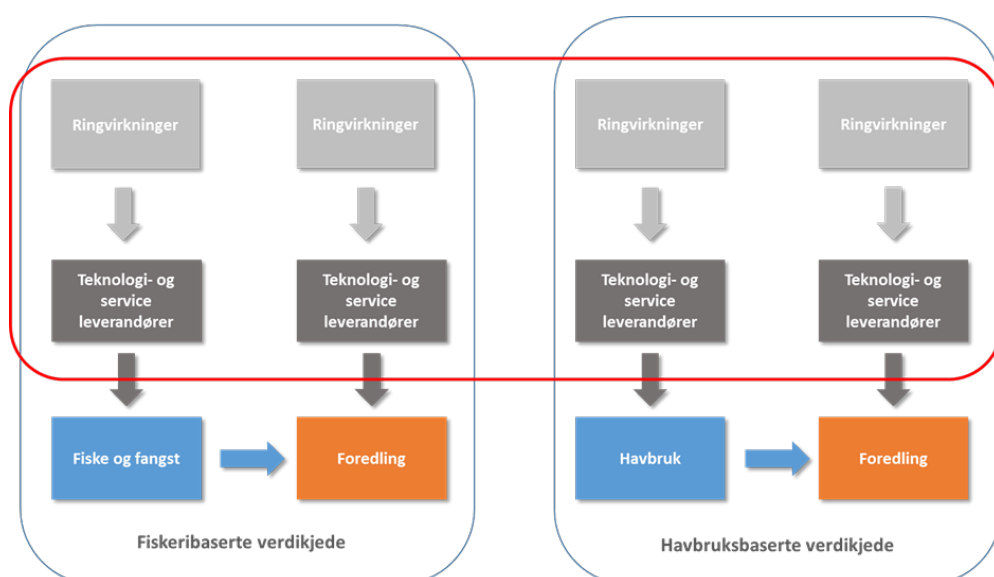 Ringvirkninger
Ringvirkninger
Ringvirkninger
Ringvirkninger
Teknologi- og
service
leverandører
Teknologi- og
service
leverandører
Teknologi- og
service
leverandører
Teknologi- og
service
leverandører
Fiske og fangst
Foredling
Havbruk
Foredling
Fiskeribaserte verdikjede
Havbruksbaserte verdikjede